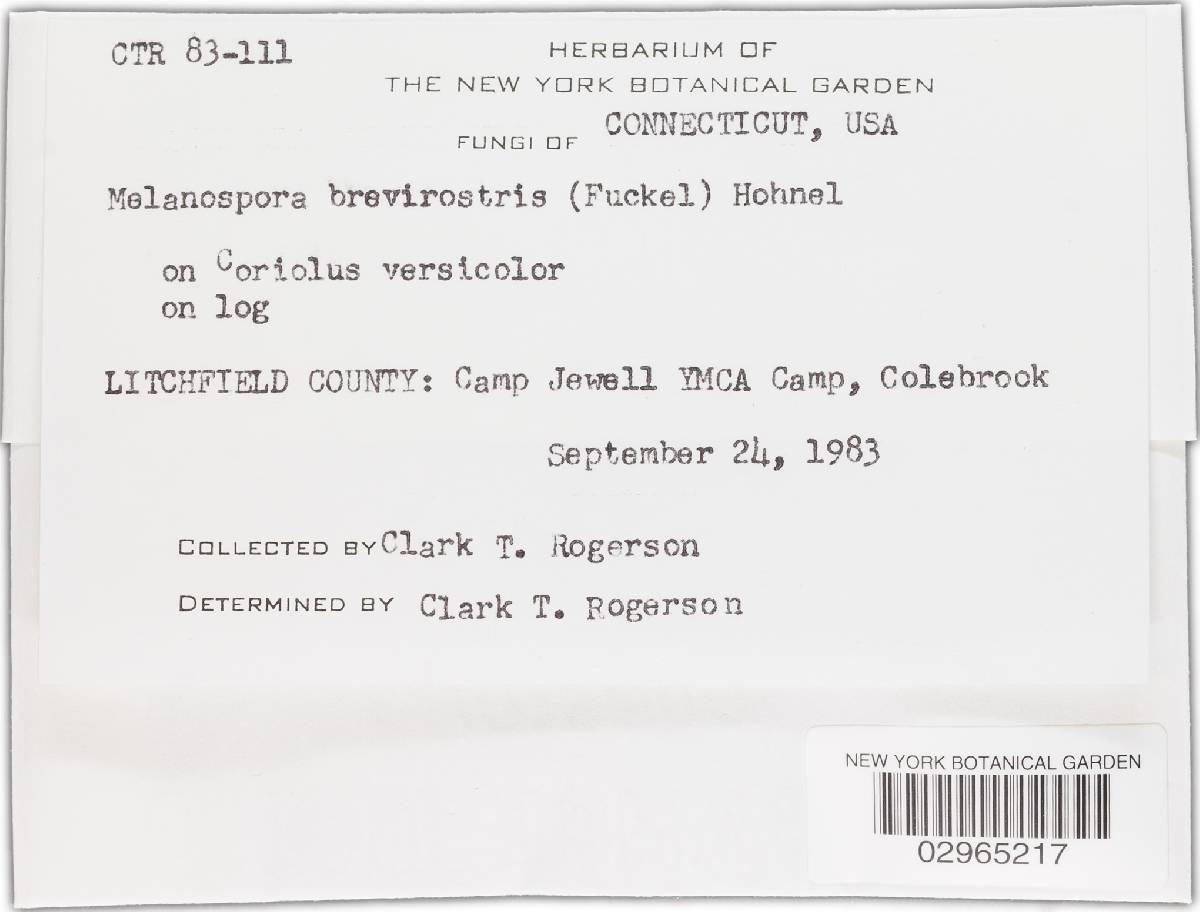 CTR 83-111
HERBARIUM OF
THE NEW YORK BOTANICAL GARDEN
FUNGI OF CONNECTICUT, USA
Melanospora brevirostris (Fuckel) Hohnel
on Coriolus versicolor
on log
LITCHFIELD COUNTY: Camp Jewell YMCA Camp, Colebrook
September 24, 1983
COLLECTED BY Clark T. Rogerson
DETERMINED BY Clark T. Rogerson
NEW YORK BOTANICAL GARDEN
02965217